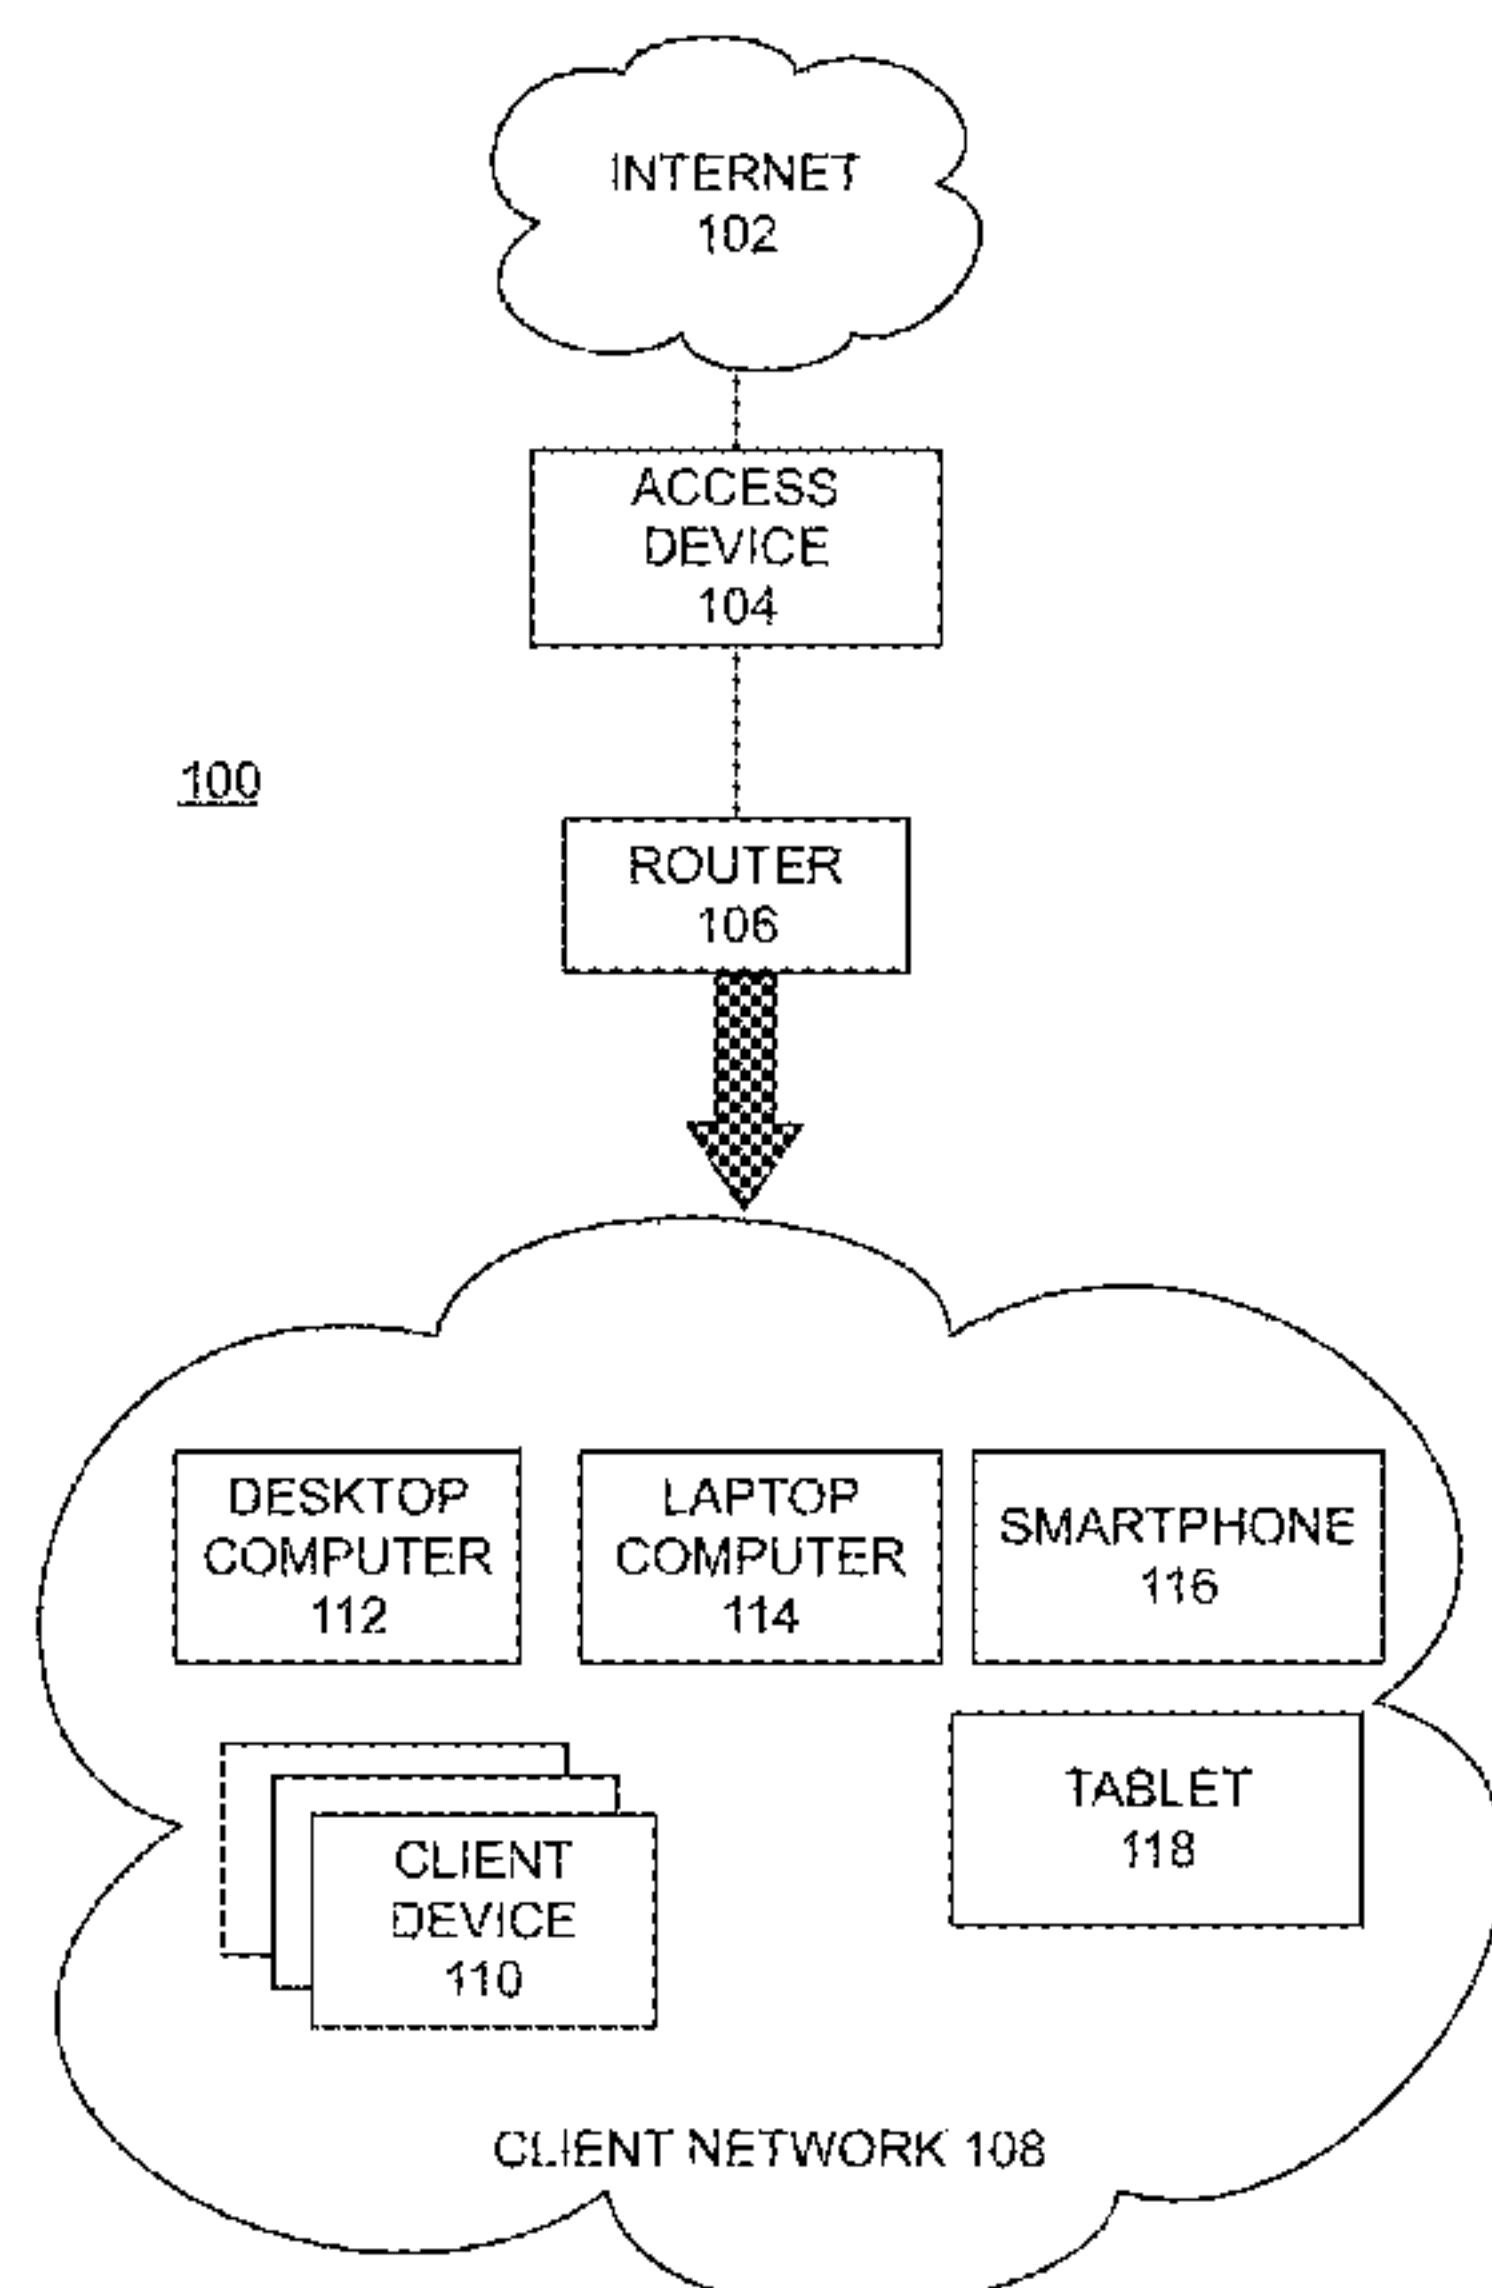 INTERNET
102
ACCESS
DEVICE
104
100
ROUTER
106
DESKTOP
COMPUTER
112
LAPTOP
COMPUTER
114
SMARTPHONE
116
CLIENT
DEVICE
110
TABLET
118
CLIENT NETWORK 108